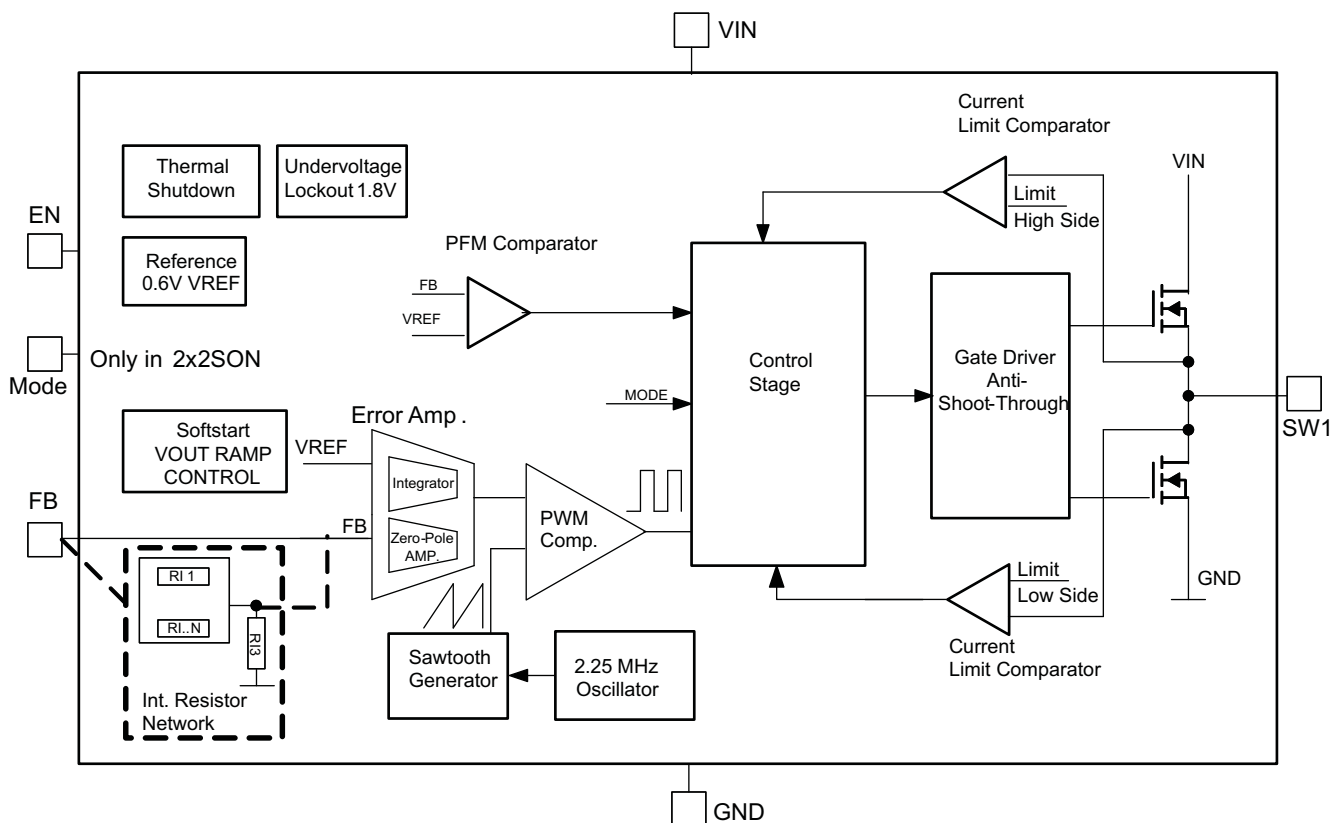 VIN
Current
Limit Comparator
VIN
Thermal
Shutdown
Undervoltage
Lockout 1.8V
Limit
High Side
EN
Reference
0.6V VREF
PFM Comparator
FB
VREF
Mode
Only in 2x2SON
Control
Stage
Gate Driver
Anti-
Shoot-Through
MODE
SW1
Softstart
VOUT RAMP
CONTROL
Error Amp .
VREF
Integrator
FB
FB
Zero-Pole
AMP.
PWM
Comp.
Limit
Low Side
GND
RI 1
RI..N
RI3
Int. Resistor
Network
Sawtooth
Generator
2.25 MHz
Oscillator
Current
Limit Comparator
GND